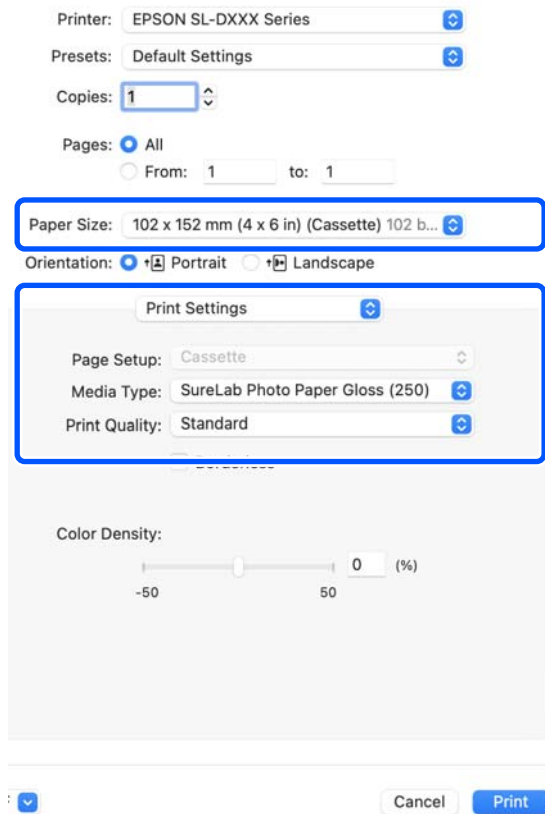 Printer: EPSON SL-DXXX Series
Presets: Default Settings
Copies: 1
Pages: All
From: 1 to: 1
Paper Size: 102 x 152 mm (4 x 6 in) (Cassette) 102 b...
Orientation: Portrait Landscape
Print Settings
Page Setup: Cassette
Media Type: SureLab Photo Paper Gloss (250)
Print Quality: Standard
Color Density:
0 (%)
-50 50
Cancel Print